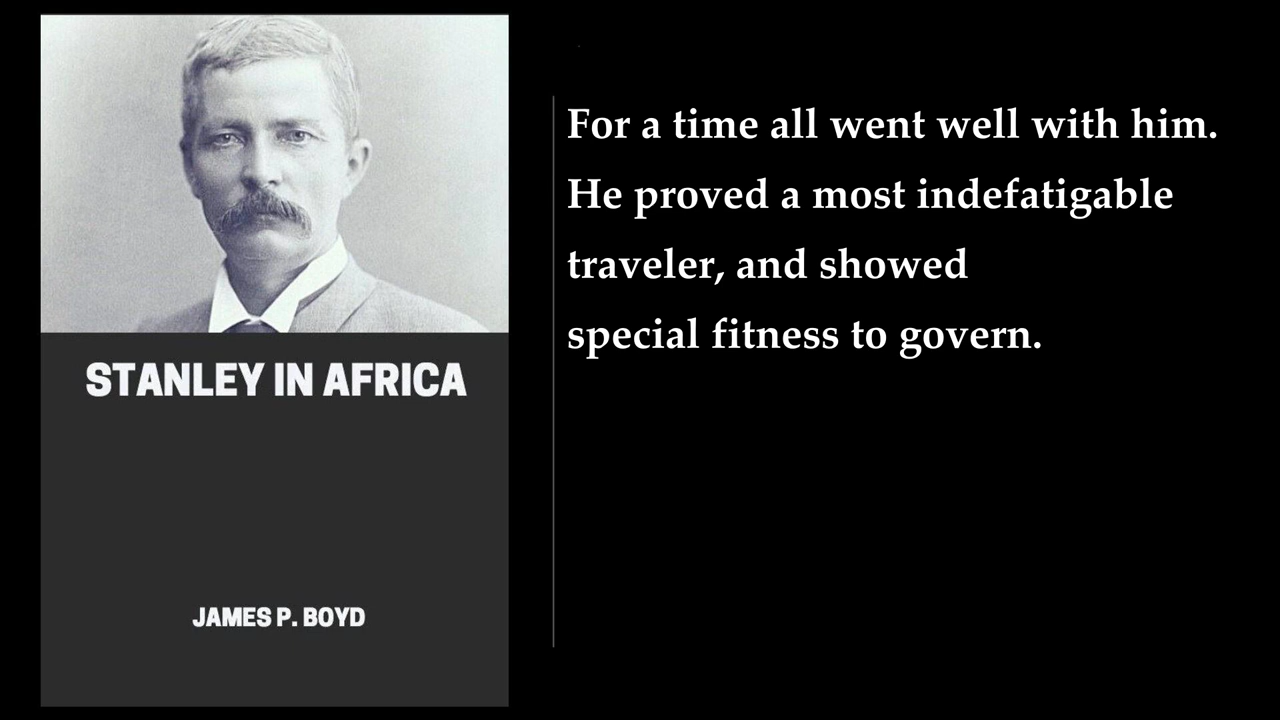 STANLEY IN AFRICA
JAMES P. BOYD
For a time all went well with him.
He proved a most indefatigable
traveler, and showed
special fitness to govern.